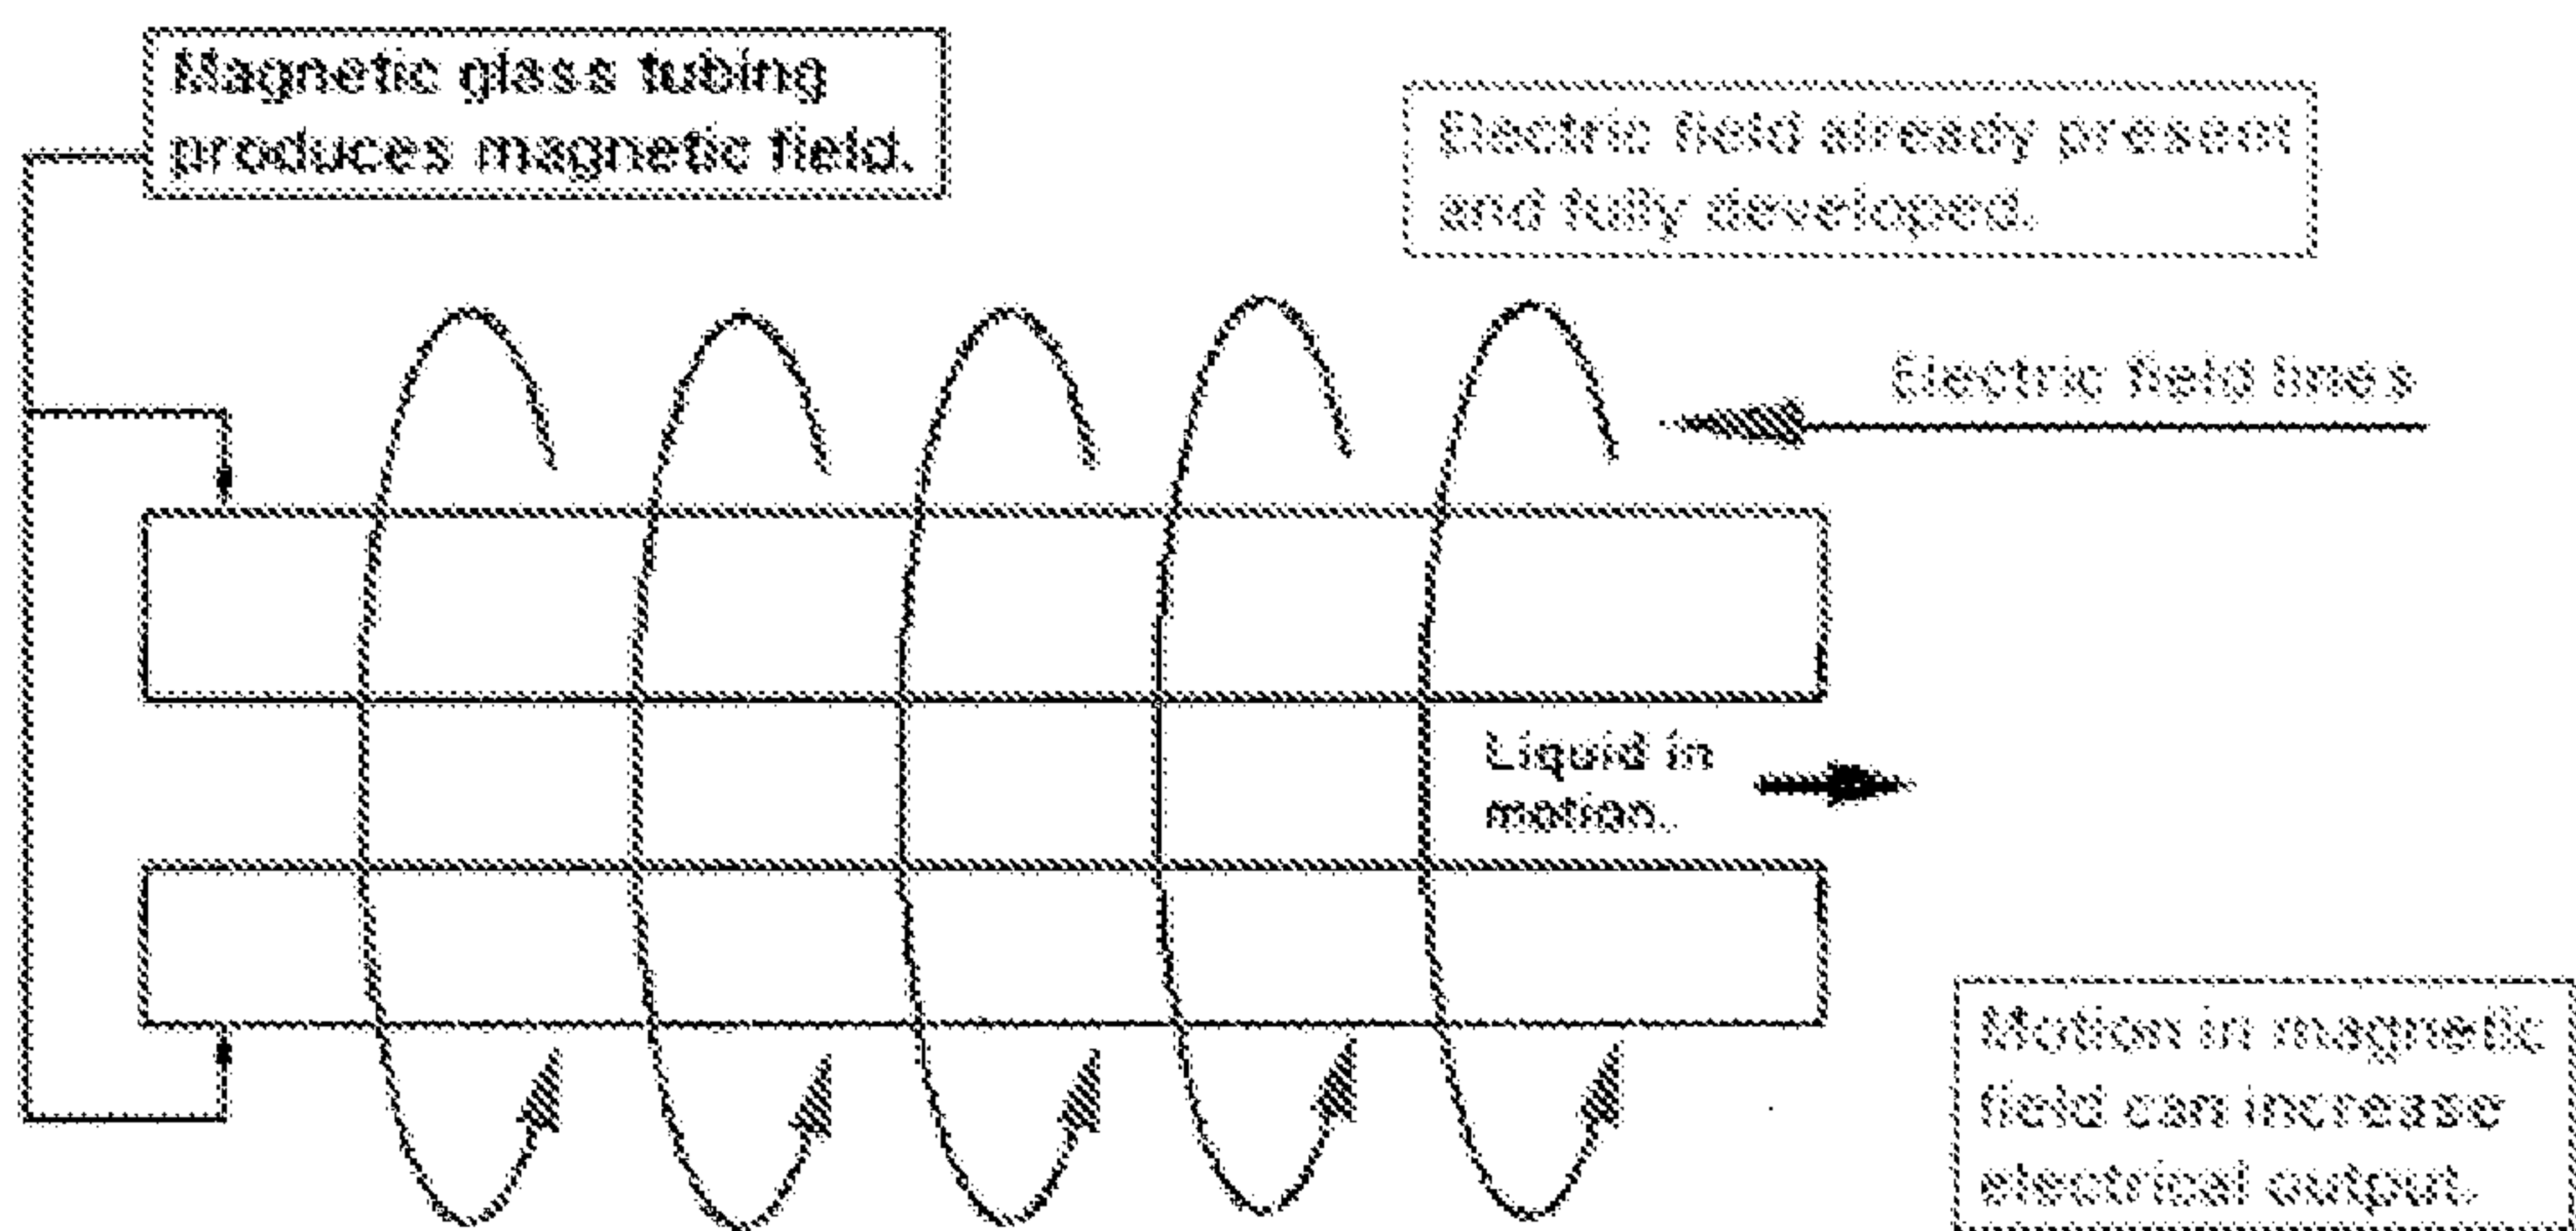 Magnetic glass tubing
produces magnetic field.
Electric field already present
and fully developed.
Electric field lines
Liquid in
motion.
Motion in magnetic
field can increase
electrical output.